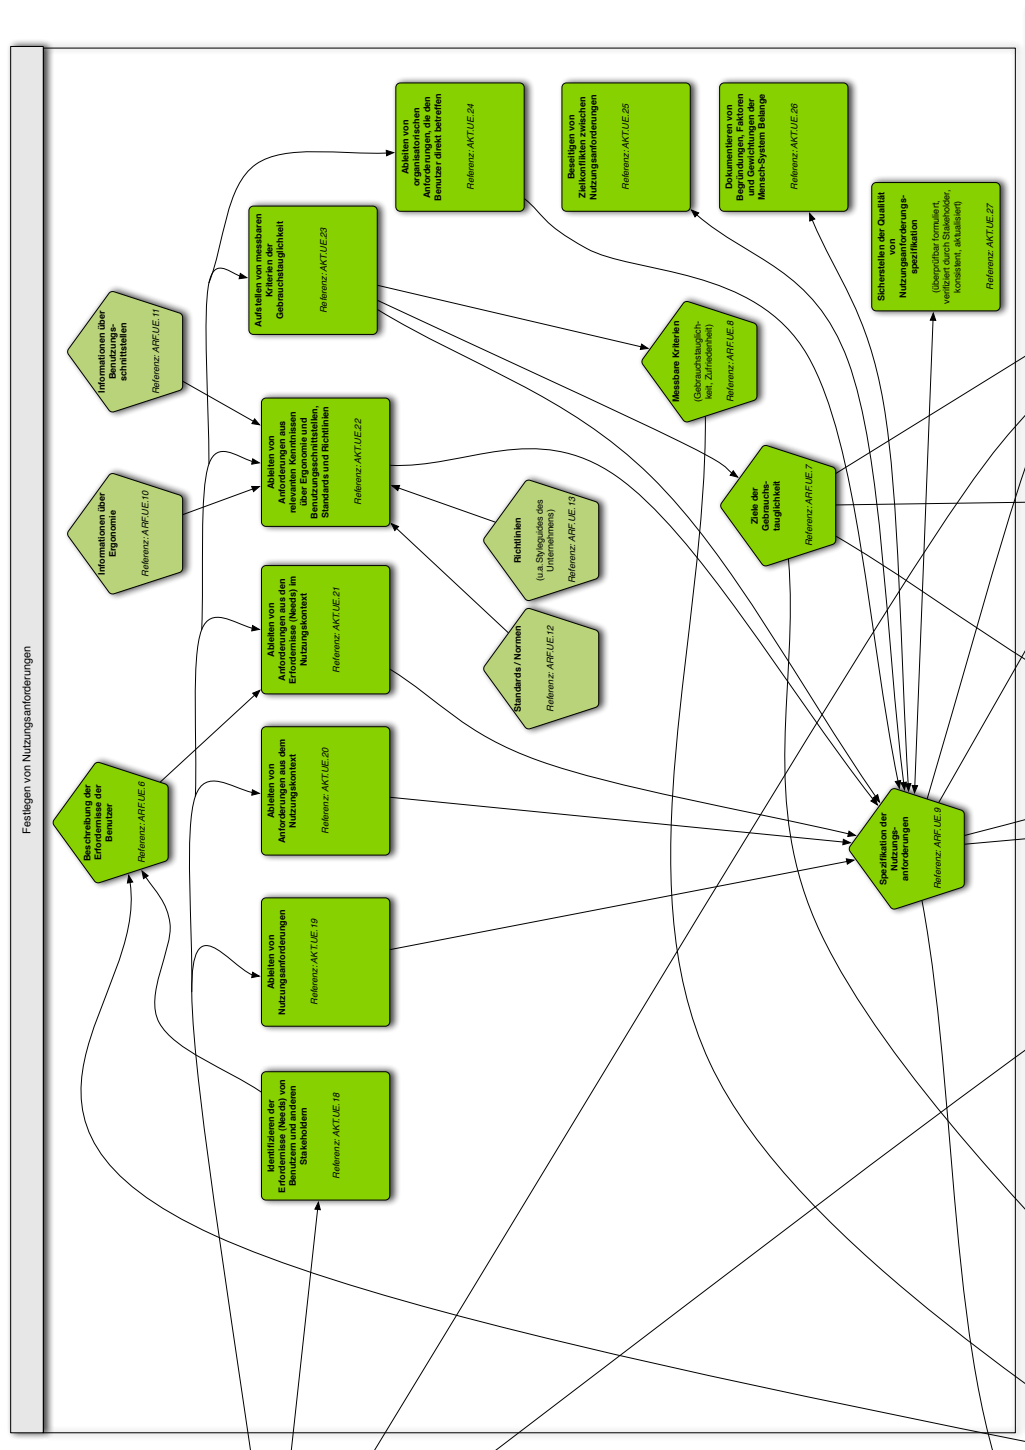 Festlegen von Nutzungsanforderungen
Beschreibung der
Erfordernisse der
Benutzer
Referenz: ARF.UE.6
Informationen über
Ergonomie
Referenz: ARF.UE.10
Informationen über
Benutzungs-
schnittstellen
Referenz: ARF.UE.11
Identifizieren der
Erfordernisse (Needs) von
Benutzern und anderen
Stakeholdern
Referenz: AKT.UE.18
Ableiten von
Nutzungsanforderungen
Referenz: AKT.UE.19
Ableiten von
Anforderungen aus dem
Nutzungskontext
Referenz: AKT.UE.20
Ableiten von
Anforderungen aus den
Erfordernisse (Needs) im
Nutzungskontext
Referenz: AKT.UE.21
Ableiten von
Anforderungen aus
relevanten Kenntnissen
über Ergonomie und
Benutzungsschnittstellen,
Standards und Richtlinien
Referenz: AKT.UE.22
Aufstellen von messbaren
Kriterien der
Gebrauchstauglichkeit
Referenz: AKT.UE.23
Ableiten von
organisatorischen
Anforderungen, die den
Benutzer direkt betreffen
Referenz: AKT.UE.24
Standards / Normen
Referenz: ARF.UE.12
Richtlinien
(u.a. Styleguides des
Unternehmens)
Referenz: ARF.UE.13
Beseitigen von
Zielkonflikten zwischen
Nutzungsanforderungen
Referenz: AKT.UE.25
Messbare Kriterien
(Gebrauchstauglich-
keit, Zufriedenheit)
Referenz: ARF.UE.8
Ziele der
Gebrauchs-
tauglichkeit
Referenz: ARF.UE.7
Dokumentieren von
Begründungen, Faktoren
und Gewichtungen der
Mensch-System Belange
Referenz: AKT.UE.26
Spezifikation der
Nutzungs-
anforderungen
Referenz: ARF.UE.9
Sicherstellen der Qualität
von
Nutzungsanforderungs-
spezifikation
(überprüfbar formuliert,
verifiziert durch Stakeholder,
konsistent, aktualisiert)
Referenz: AKT.UE.27